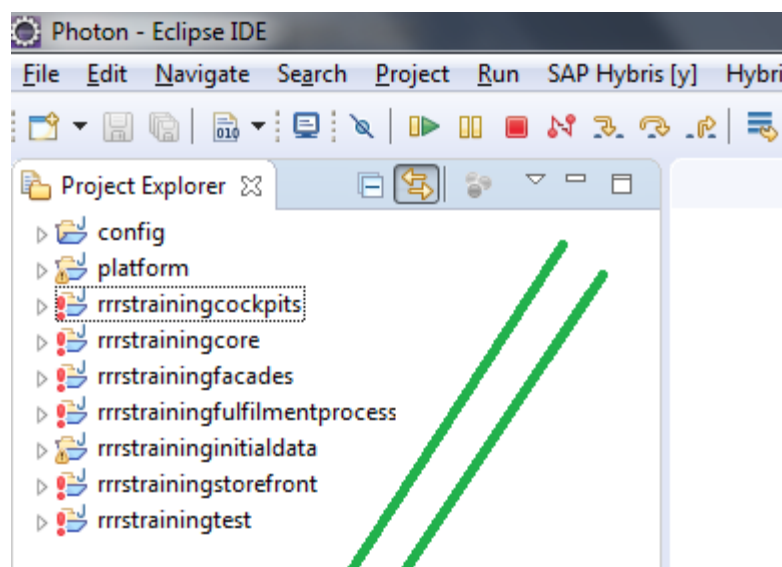 Photon - Eclipse IDE
File Edit Navigate Search Project Run SAP Hybris [y] Hybri
010
Project Explorer
config
platform
rrrstrainingcockpits
rrrstrainingcore
rrrstrainingfacades
rrrstrainingfulfilmentprocess
rrrstraininginitialdata
rrrstrainingstorefront
rrrstrainingtest